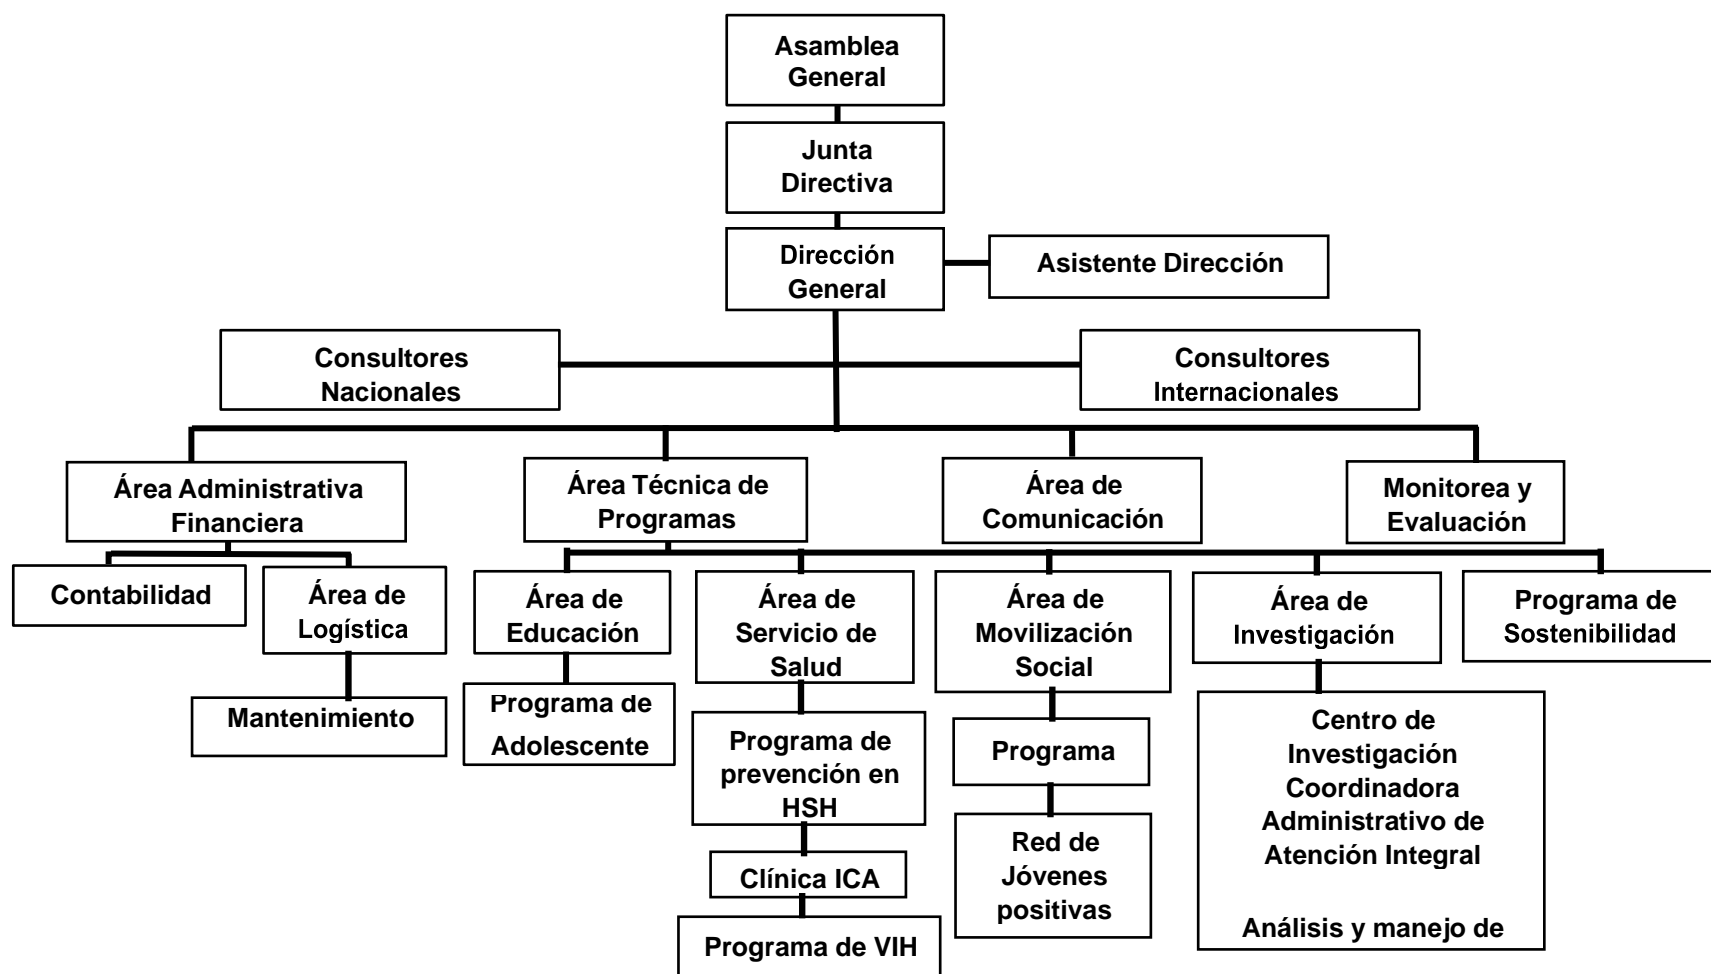 Asamblea
General
Junta
Directiva
Dirección
General
Asistente Dirección
Consultores
Nacionales
Consultores
Internacionales
Área Administrativa
Financiera
Área Técnica de
Programas
Área de
Comunicación
Monitorea y
Evaluación
Contabilidad
Área de
Logística
Mantenimiento
Área de
Educación
Programa de
Adolescente
Área de
Servicio de
Salud
Programa de
prevención en
HSH
Clínica ICA
Programa de VIH
Área de
Movilización
Social
Programa
Red de
Jóvenes
positivas
Área de
Investigación
Centro de
Investigación
Coordinadora
Administrativo de
Atención Integral
Análisis y manejo de
Programa de
Sostenibilidad